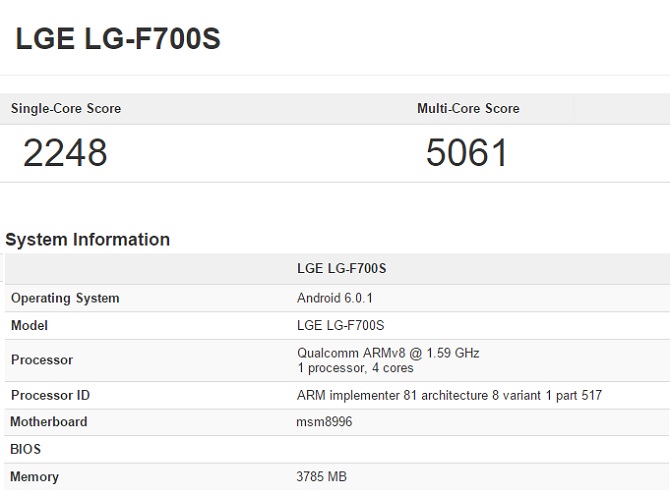 LGE LG-F700S
Single-Core Score Multi-Core Score
2248 5061
System Information
LGE LG-F700S
Operating System Android 6.0.1
Model LGE LG-F700S
Processor Qualcomm ARMv8 @ 1.59 GHz
1 processor, 4 cores
Processor ID ARM implementer 81 architecture 8 variant 1 part 517
Motherboard msm8996
BIOS
Memory 3785 MB